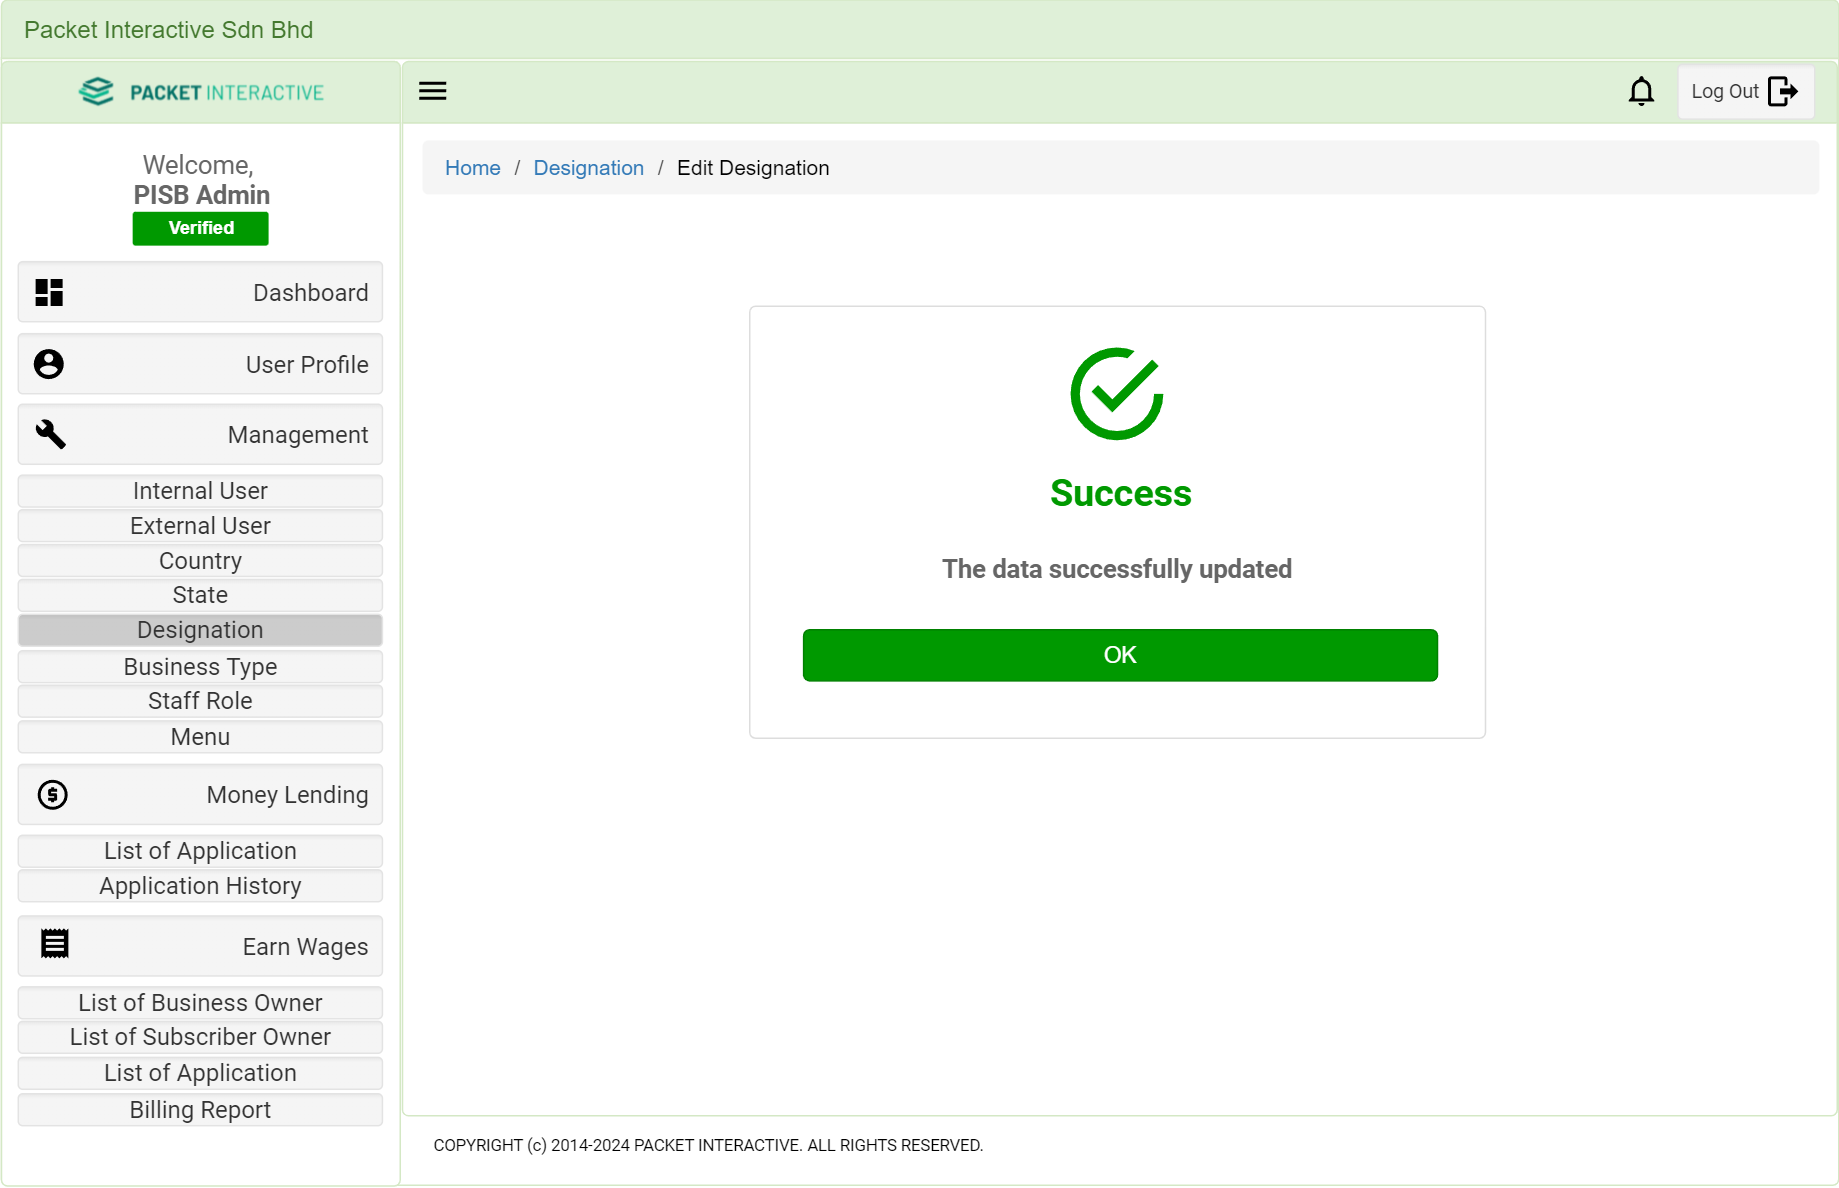 Packet Interactive Sdn Bhd
PACKET INTERACTIVE
Log Out
Welcome,
PISB Admin
Verified
Dashboard
User Profile
Management
Internal User
External User
Country
State
Designation
Business Type
Staff Role
Menu
Money Lending
List of Application
Application History
Earn Wages
List of Business Owner
List of Subscriber Owner
List of Application
Billing Report
Home / Designation / Edit Designation
Success
The data successfully updated
OK
COPYRIGHT (c) 2014-2024 PACKET INTERACTIVE. ALL RIGHTS RESERVED.